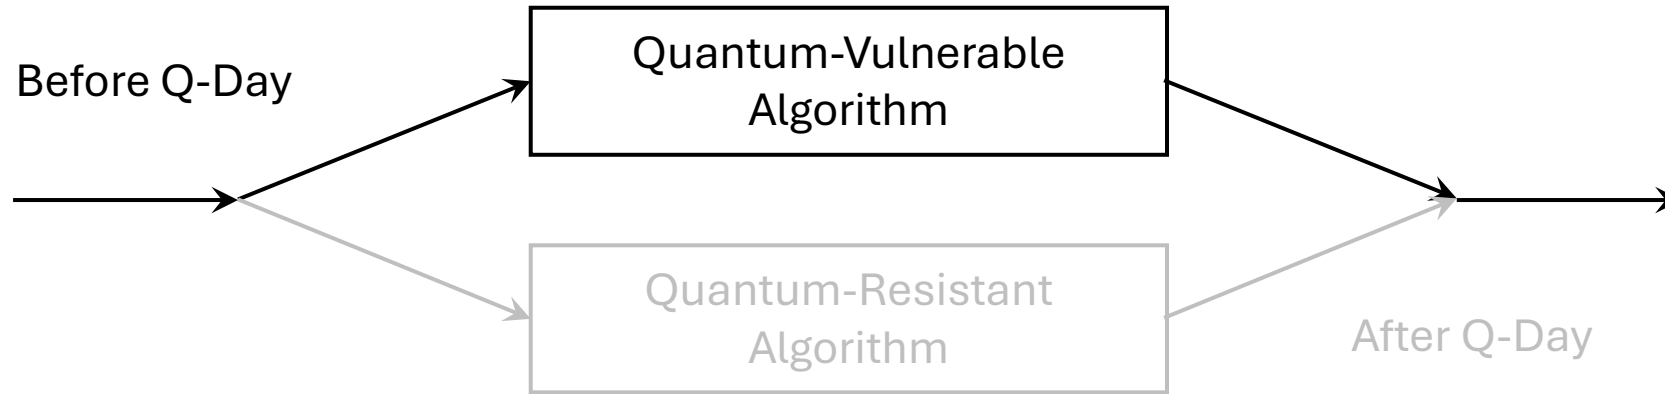 Before Q-Day
Quantum-Vulnerable
Algorithm
Quantum-Resistant
Algorithm
After Q-Day